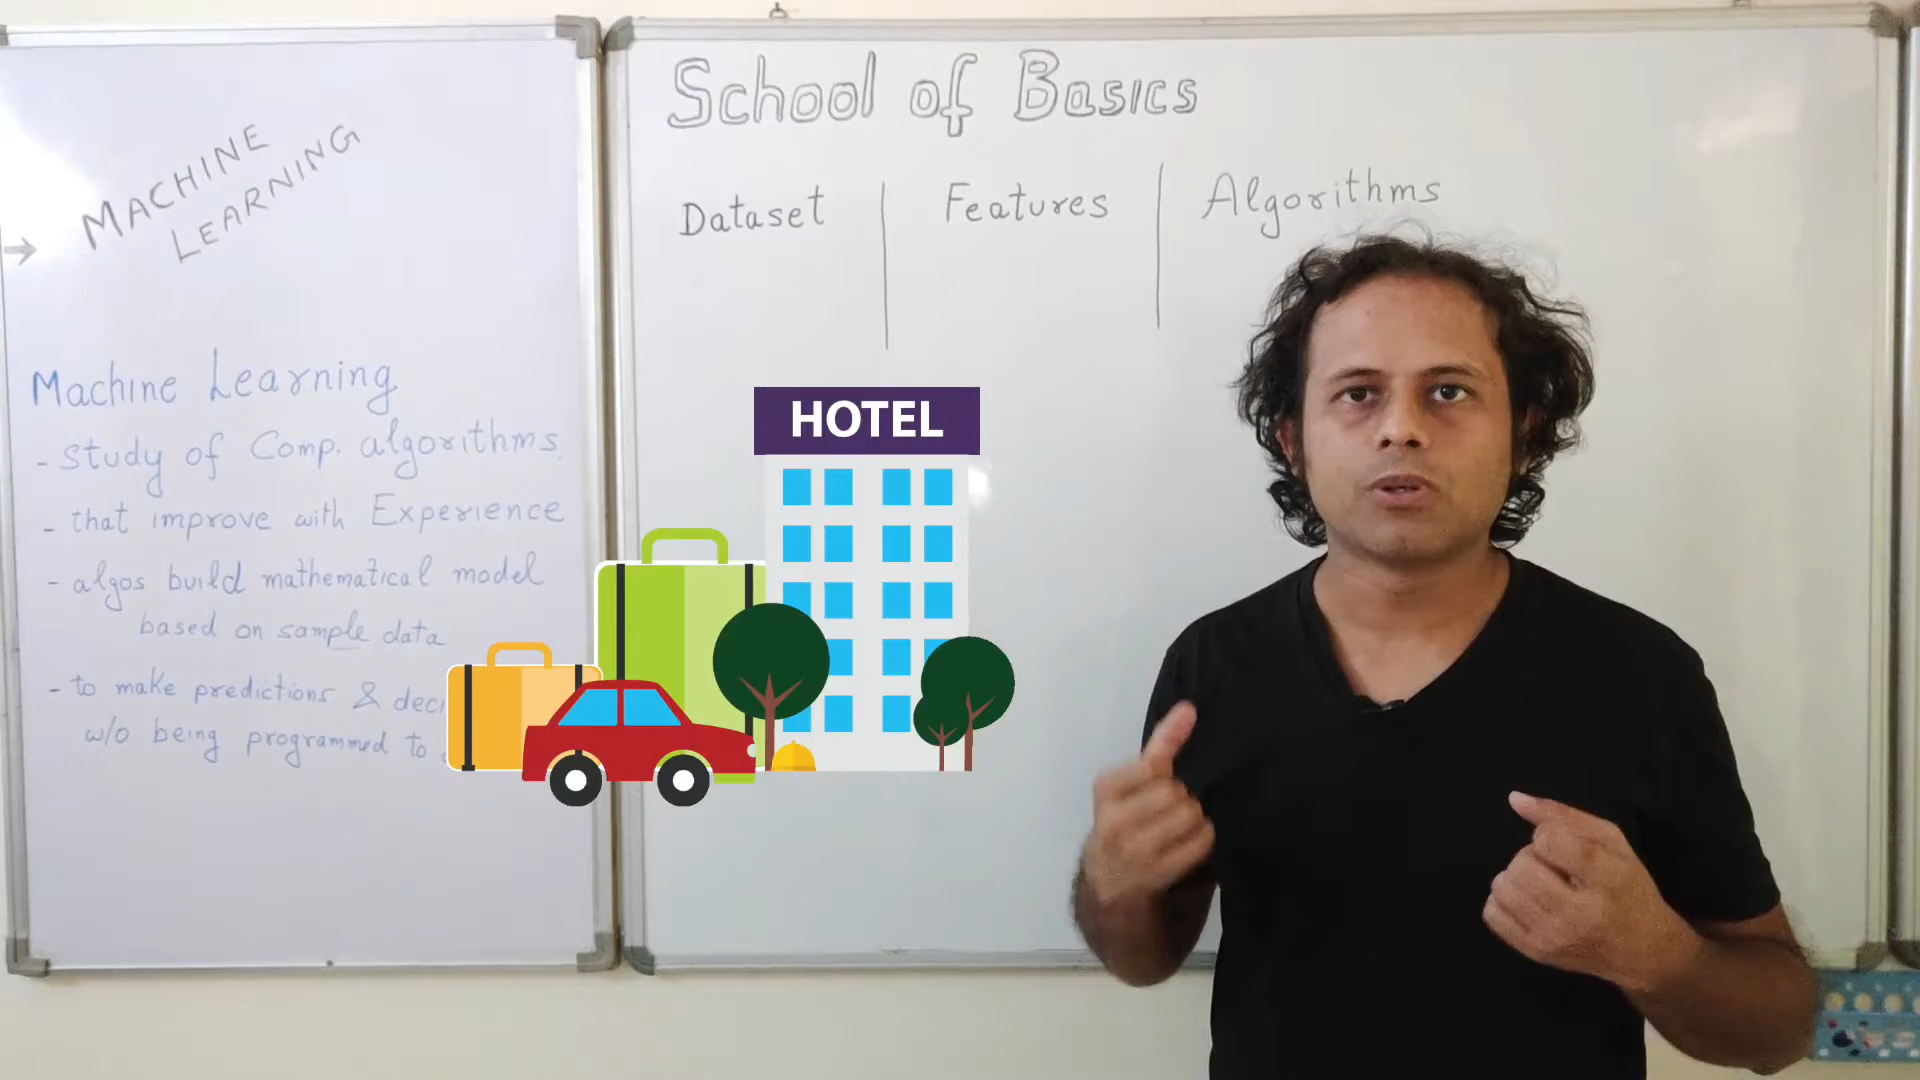 MACHINE
LEARNING
Machine Learning
- study of Comp. algorithms.
- that improve with Experience
- algos build mathematical model
based on sample data
- to make predictions & deci
w/o being programmed to
School of Basics
Dataset
Features
Algorithms
HOTEL